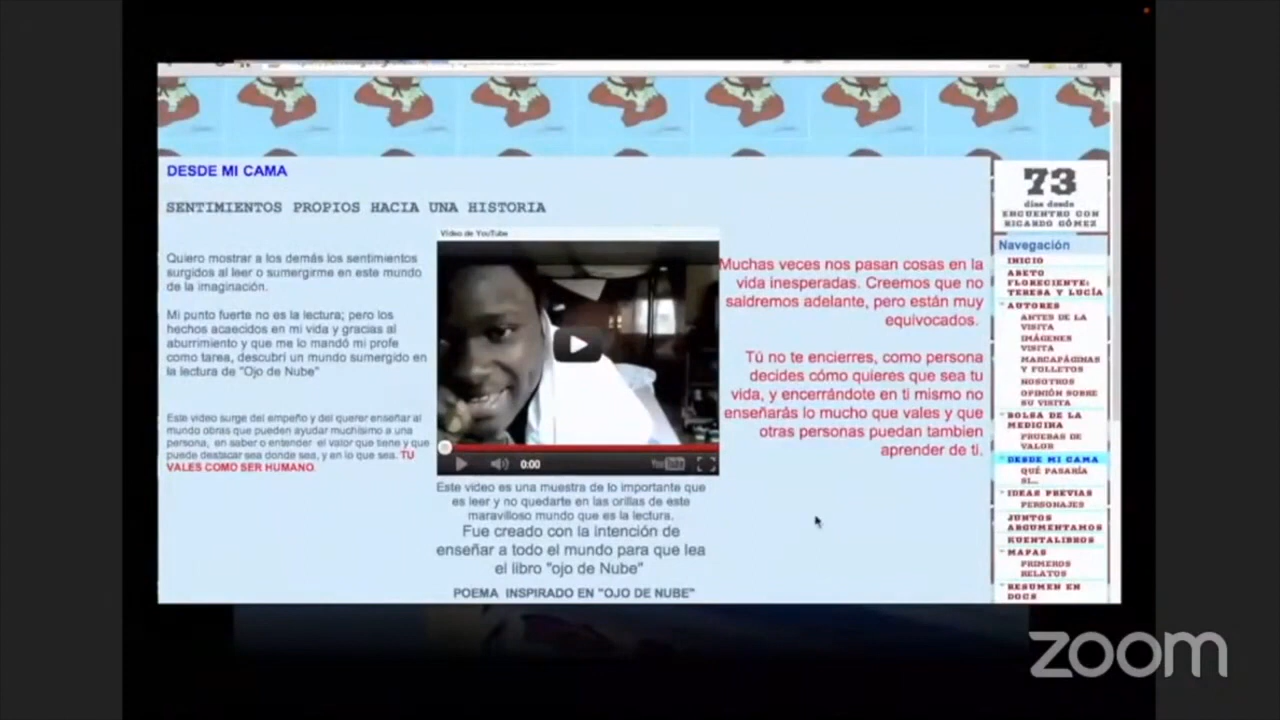 DESDE MI CAMA
SENTIMIENTOS PROPIOS HACIA UNA HISTORIA
Quiero mostrar a los demás los sentimientos
surgidos al leer o sumergirme en este mundo
de la imaginación.
Mi punto fuerte no es la lectura; pero los
hechos acaecidos en mi vida y gracias al
aburrimiento y que me lo mandó mi profe
como tarea, descubrí un mundo sumergido en
la lectura de "Ojo de Nube"
Este video surge del empeño y del querer enseñar al
mundo obras que pueden ayudar muchísimo a una
persona, en saber o entender el valor que tiene y que
puede destacar sea donde sea, y en lo que sea. TU
VALES COMO SER HUMANO.
Vídeo de YouTube
0:00
YouTube
Este video es una muestra de lo importante que
es leer y no quedarte en las orillas de este
maravilloso mundo que es la lectura.
Fue creado con la intención de
enseñar a todo el mundo para que lea
el libro "ojo de Nube"
POEMA INSPIRADO EN "OJO DE NUBE"
Muchas veces nos pasan cosas en la
vida inesperadas. Creemos que no
saldremos adelante, pero están muy
equivocados.
Tú no te encierres, como persona
decides cómo quieres que sea tu
vida, y encerrándote en ti mismo no
enseñarás lo mucho que vales y que
otras personas puedan tambien
aprender de ti.
73
días desde
ENCUENTRO CON
RICARDO GÓMEZ
Navegación
INICIO
ABETO
FLORECIENTE:
TERESA Y LUCÍA
AUTORES
ANTES DE LA
VISITA
IMÁGENES
VISITA
MARCAPÁGINAS
Y FOLLETOS
NOSOTROS
OPINIÓN SOBRE
SU VISITA
BOLSA DE LA
MEDICINA
PRUEBAS DE
VALOR
DESDE MI CAMA
QUÉ PASARÍA
SI...
IDEAS PREVIAS
PERSONAJES
JUNTOS
ARGUMENTAMOS
KUENTALIBROS
MAPAS
PRIMEROS
RELATOS
RESUMEN EN
DOCS
zoom